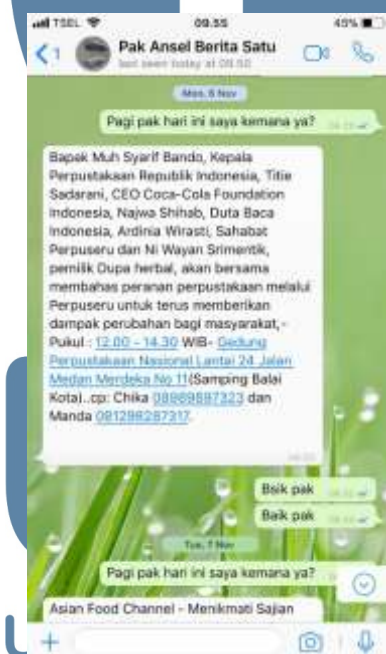 TSEL 09.55 45%
1 Pak Ansel Berita Satu
last seen today at 09.50
Mon, 6 Nov
Pagi pak hari ini saya kemana ya?
Bapak Muh Syarif Bando, Kepala
Perpustakaan Republik Indonesia, Titie
Sadarani, CEO Coca-Cola Foundation
Indonesia, Najwa Shihab, Duta Baca
Indonesia, Ardinia Wirasti, Sahabat
Perpuseru dan Ni Wayan Srimentik,
pemilik Dupa herbal, akan bersama
membahas peranan perpustakaan melalui
Perpuseru untuk terus memberikan
dampak perubahan bagi masyarakat,-
Pukul : 12.00 - 14.30 WIB- Gedung
Perpustakaan Nasional Lantai 24 Jalan
Medan Merdeka No 11(Samping Balai
Kota)..cp: Chika 08989897323 dan
Manda 081298287317.
Bsik pak
Baik pak
Tue, 7 Nov
Pagi pak hari ini saya kemana ya?
Asian Food Channel - Menikmati Sajian